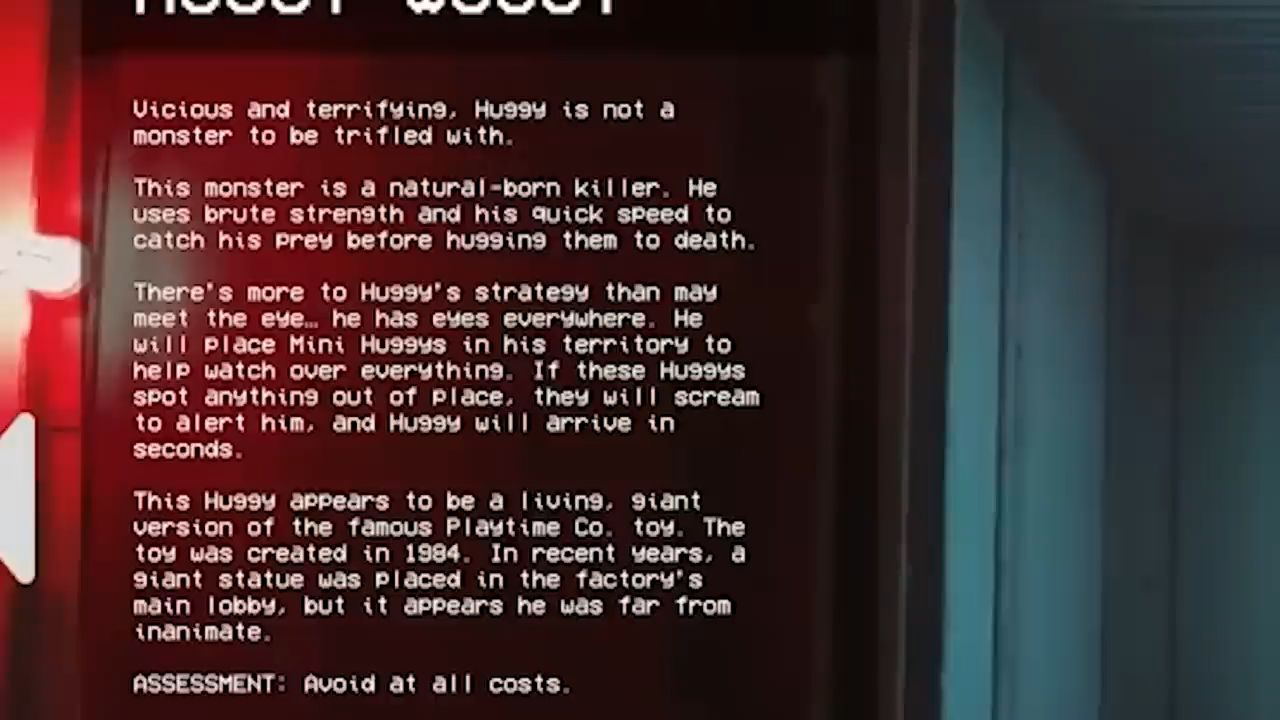 HUGGY WUGGY
Vicious and terrifying, Huggy is not a
monster to be trifled with.
This monster is a natural-born killer. He
uses brute strength and his quick speed to
catch his prey before hugging them to death.
There's more to Huggy's strategy than may
meet the eye… he has eyes everywhere. He
will place Mini Huggys in his territory to
help watch over everything. If these Huggys
spot anything out of place, they will scream
to alert him, and Huggy will arrive in
seconds.
This Huggy appears to be a living, giant
version of the famous Playtime Co. toy. The
toy was created in 1984. In recent years, a
giant statue was placed in the factory's
main lobby, but it appears he was far from
inanimate.
ASSESSMENT: Avoid at all costs.